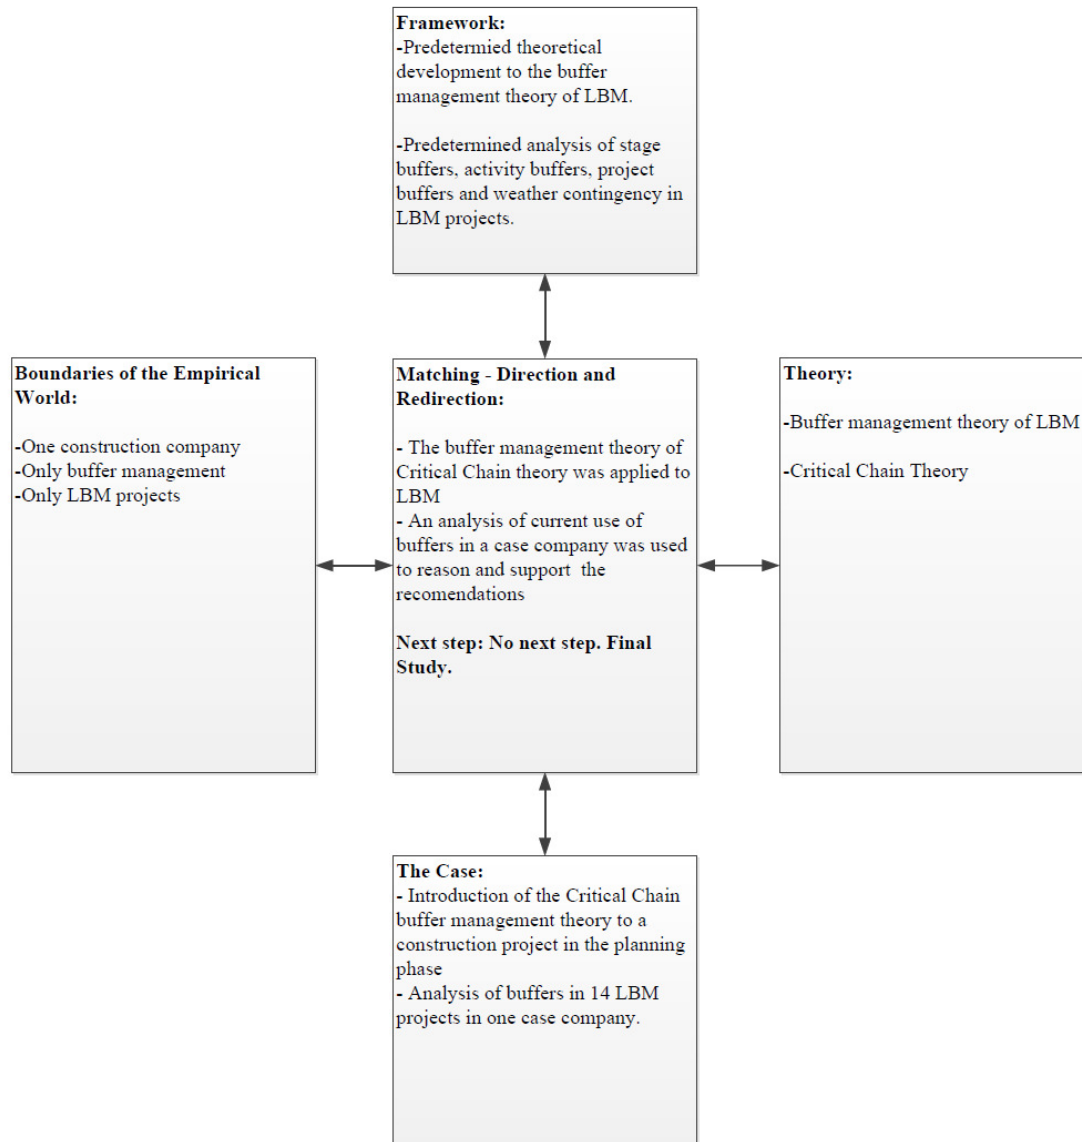 Framework:
-Predetermied theoretical
development to the buffer
management theory of LBM.
-Predetermined analysis of stage
buffers, activity buffers, project
buffers and weather contingency in
LBM projects.
Boundaries of the Empirical
World:
-One construction company
-Only buffer management
-Only LBM projects
Matching - Direction and
Redirection:
- The buffer management theory of
Critical Chain theory was applied to
LBM
- An analysis of current use of
buffers in a case company was used
to reason and support the
recomendations
Next step: No next step. Final
Study.
Theory:
-Buffer management theory of LBM
-Critical Chain Theory
The Case:
- Introduction of the Critical Chain
buffer management theory to a
construction project in the planning
phase
- Analysis of buffers in 14 LBM
projects in one case company.